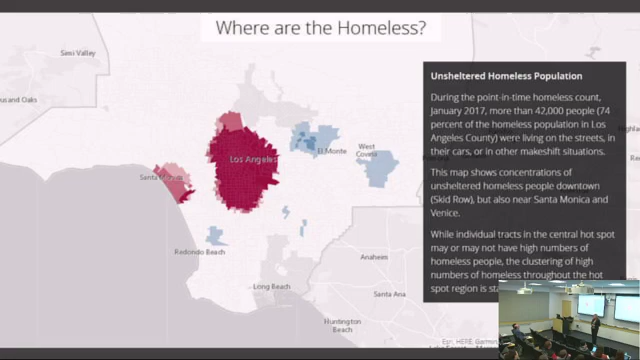 Where are the Homeless?
Simi Valley
usand Oaks
Los Angeles
El Monte
West
Covina
Santa Monica
Redondo Beach
Anaheim
Long Beach
Santa Ana
Huntington
Beach
Unsheltered Homeless Population
During the point-in-time homeless count,
January 2017, more than 42,000 people (74
percent of the homeless population in Los
Angeles County) were living on the streets, in
their cars, or in other makeshift situations.
This map shows concentrations of
unsheltered homeless people downtown
(Skid Row), but also near Santa Monica and
Venice.
While individual tracts in the central hot spot
may or may not have high numbers of
homeless people, the clustering of high
numbers of homeless throughout the hot
spot region is sta
Esri, HERE, Garmin